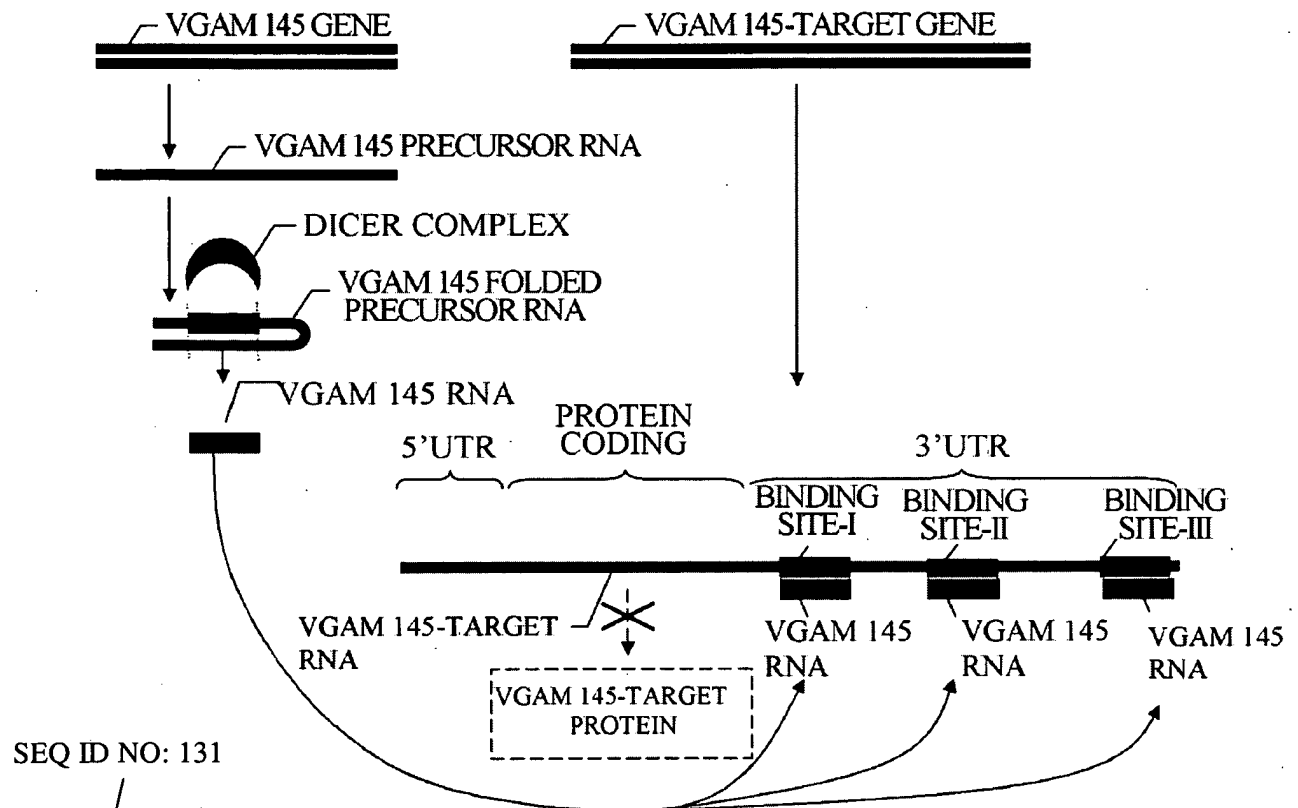 VGAM 145 GENE
VGAM 145-TARGET GENE
VGAM 145 PRECURSOR RNA
DICER COMPLEX
VGAM 145 FOLDED
PRECURSOR RNA
VGAM 145 RNA
5’UTR
PROTEIN
CODING
3’UTR
BINDING
SITE-I
BINDING
SITE-II
BINDING
SITE-III
VGAM 145-TARGET
RNA
VGAM 145
RNA
VGAM 145
RNA
VGAM 145
RNA
VGAM 145-TARGET
PROTEIN
SEQ ID NO: 131